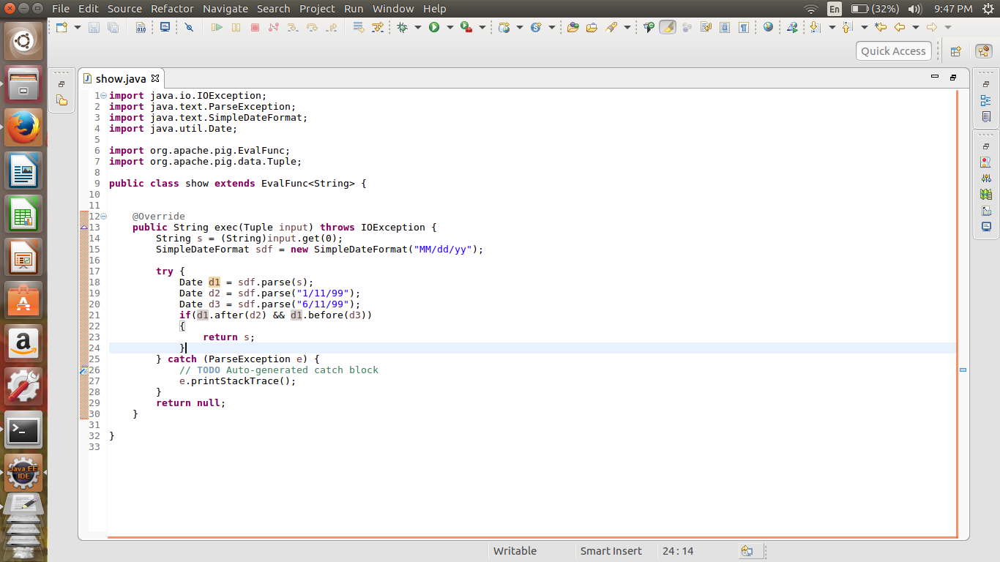 File Edit Source Refactor Navigate Search Project Run Window Help
En (32%) 9:47 PM
010
Quick Access
show.java
1 import java.io.IOException;
2 import java.text.ParseException;
3 import java.text.SimpleDateFormat;
4 import java.util.Date;
5
6 import org.apache.pig.EvalFunc;
7 import org.apache.pig.data.Tuple;
8
9 public class show extends EvalFunc<String> {
10
11
12 @Override
13 public String exec(Tuple input) throws IOException {
14 String s = (String)input.get(0);
15 SimpleDateFormat sdf = new SimpleDateFormat("MM/dd/yy");
16
17 try {
18 Date d1 = sdf.parse(s);
19 Date d2 = sdf.parse("1/11/99");
20 Date d3 = sdf.parse("6/11/99");
21 if(d1.after(d2) && d1.before(d3))
22 {
23 return s;
24 }
25 } catch (ParseException e) {
26 // TODO Auto-generated catch block
27 e.printStackTrace();
28 }
29 return null;
30 }
31
32 }
33
Java EE
IDE
Writable Smart Insert 24 : 14